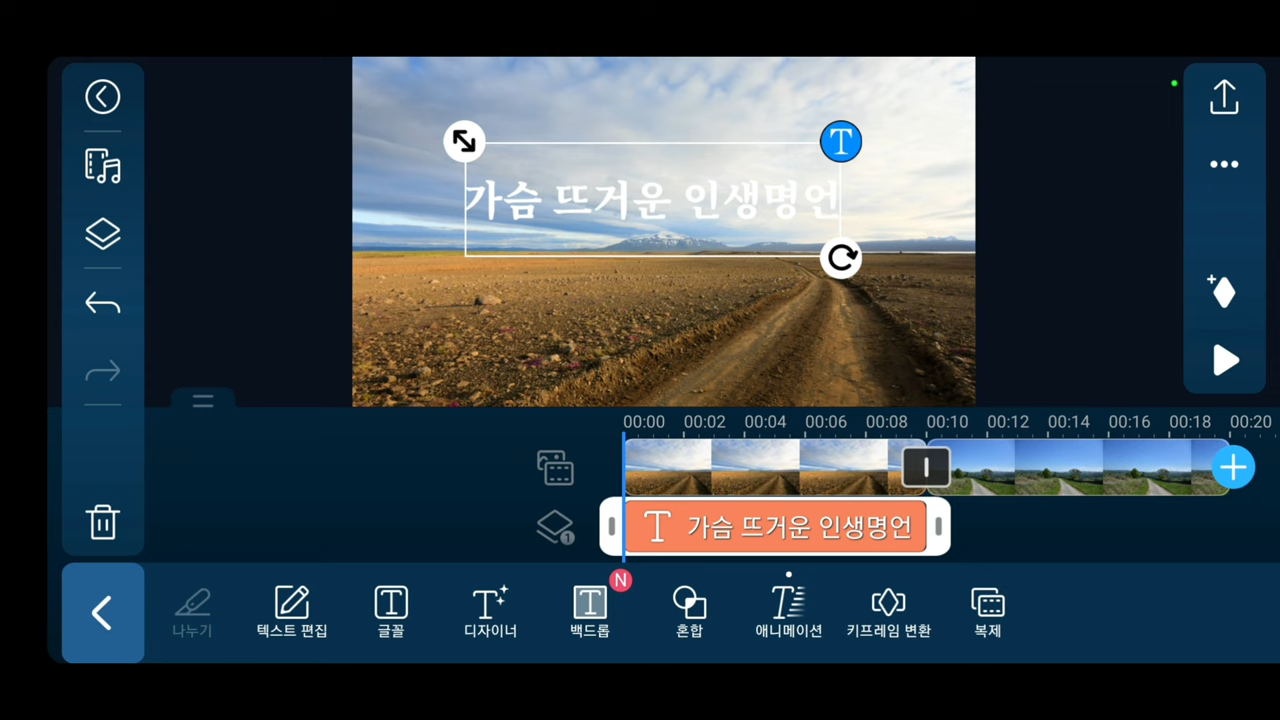 T
가슴 뜨거운 인생명언
00:00 00:02 00:04 00:06 00:08 00:10 00:12 00:14 00:16 00:18 00:20
T 가슴 뜨거운 인생명언
1
N
나누기 텍스트 편집 글꼴 디자이너 백드롭 혼합 애니메이션 키프레임 변환 복제